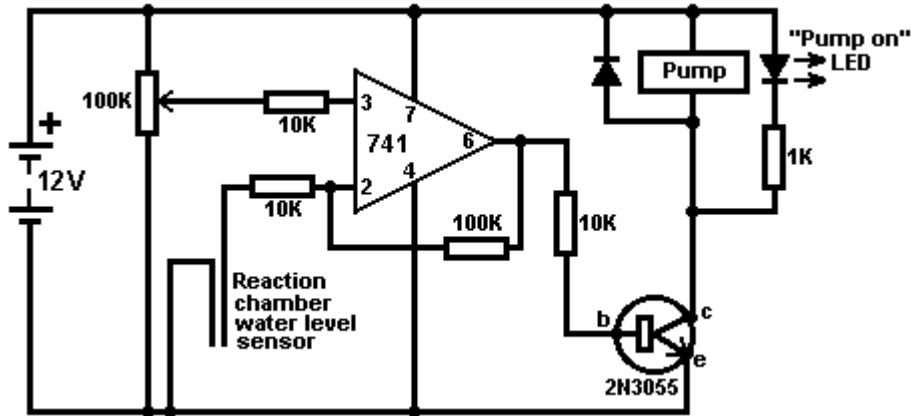 "Pump on"
LED
Pump
100K
3
10K
7
741
6
+
12V
4
2
10K
1K
100K
10K
Reaction
chamber
water level
sensor
b
c
e
2N3055